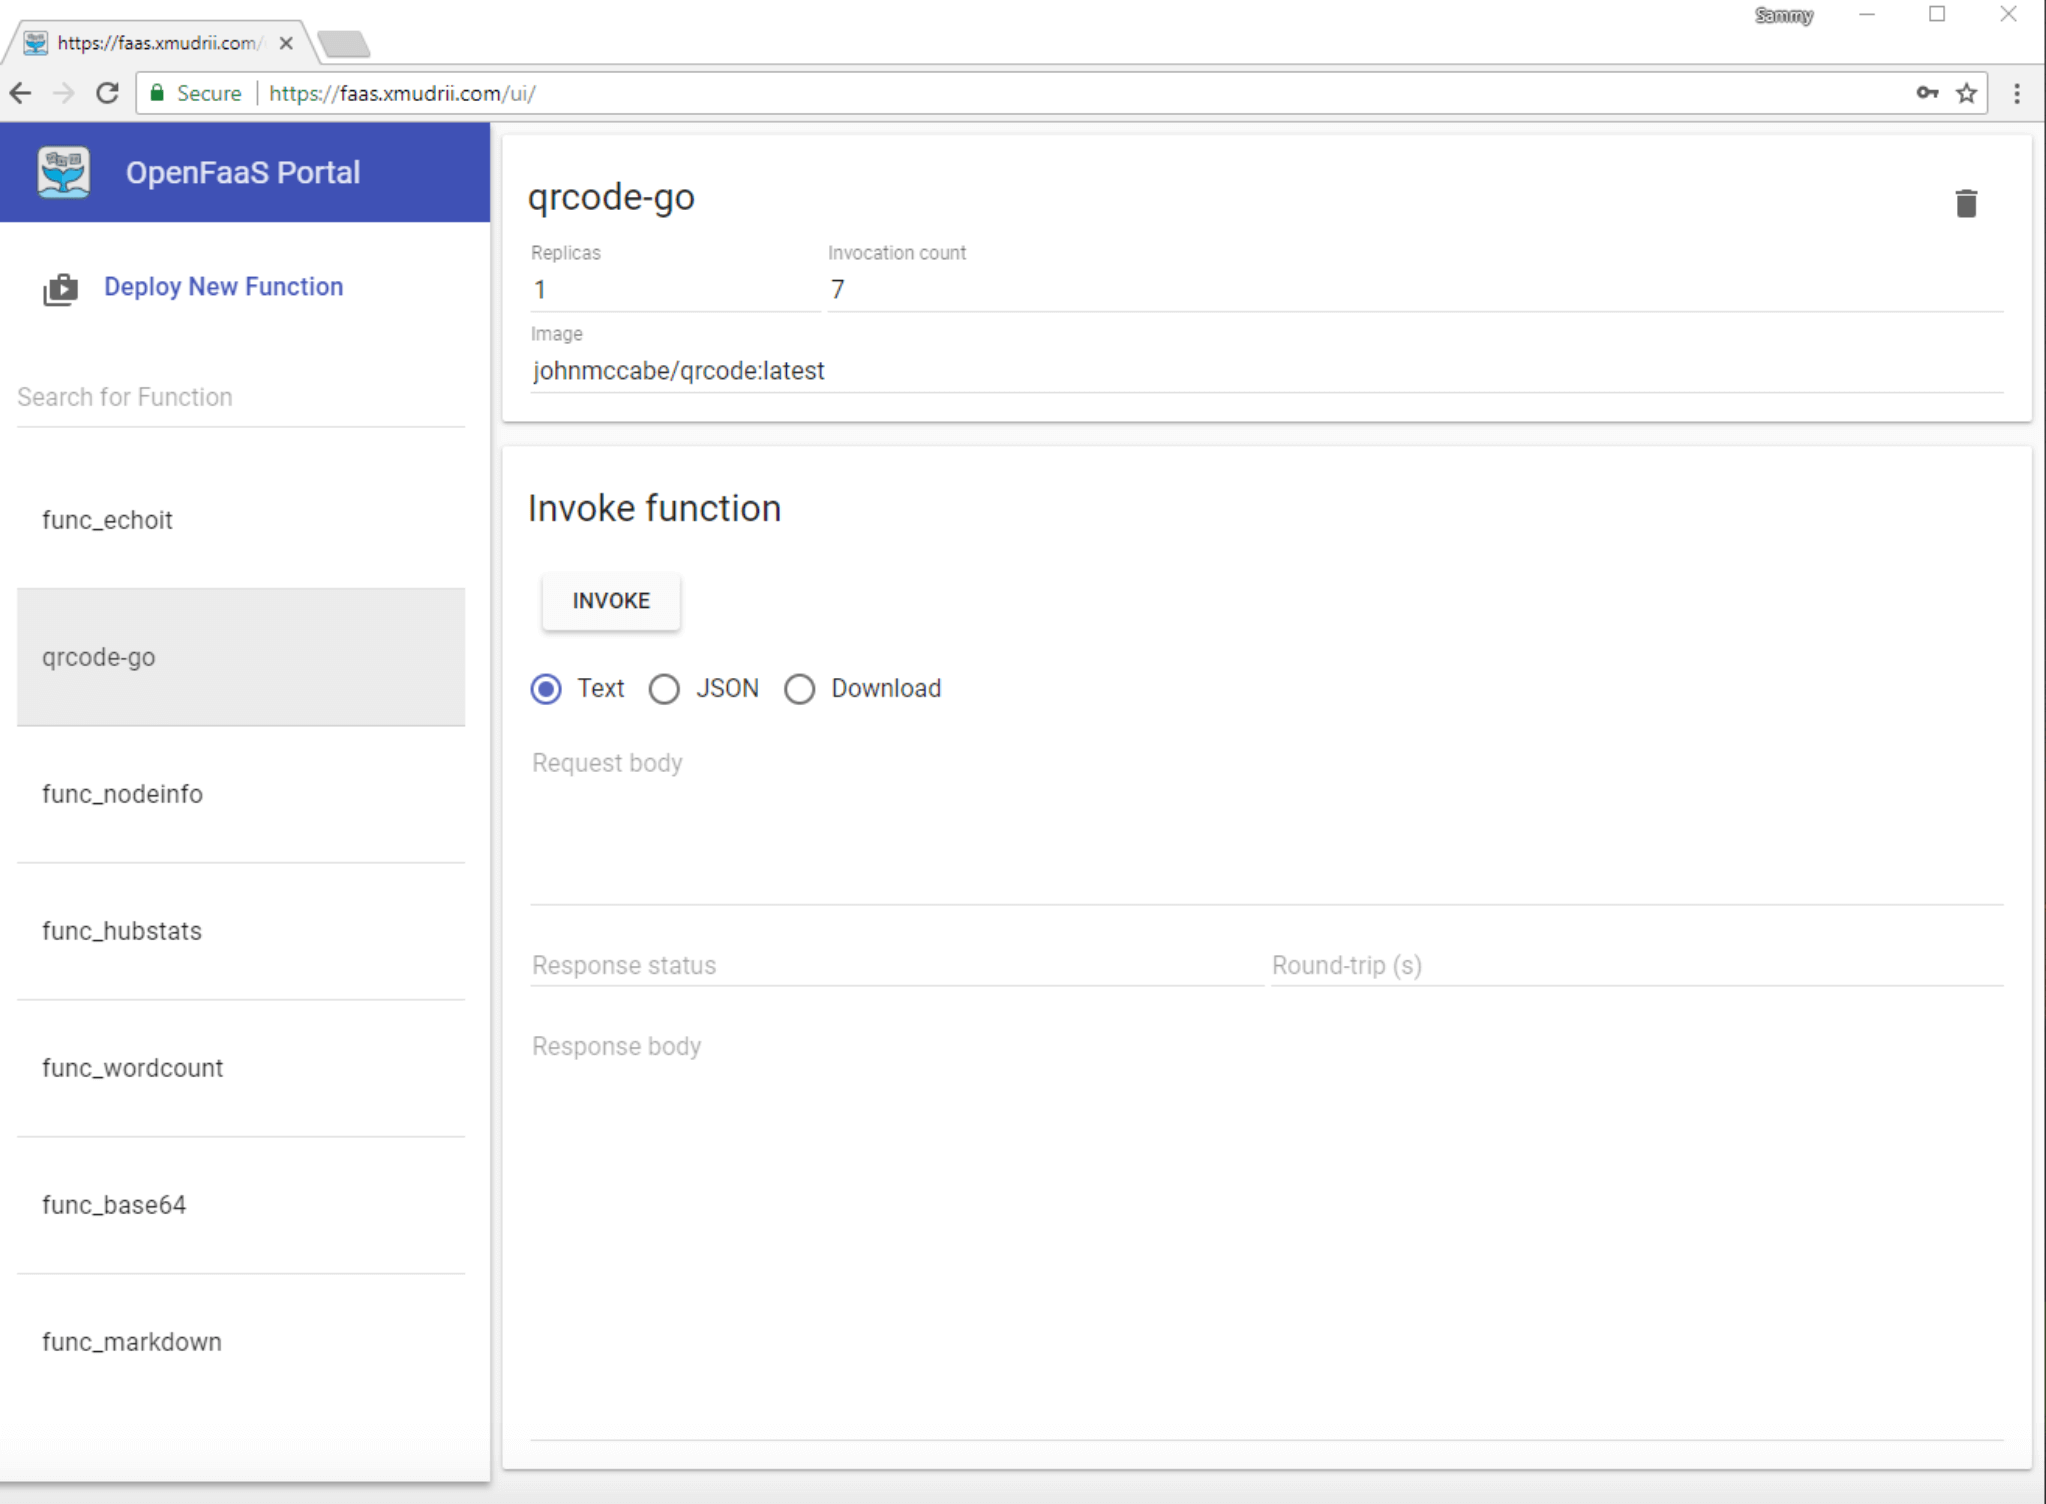 Sammy
https://faas.xmudrii.com/
Secure https://faas.xmudrii.com/ui/
OpenFaaS Portal
Deploy New Function
Search for Function
func_echoit
qrcode-go
func_nodeinfo
func_hubstats
func_wordcount
func_base64
func_markdown
qrcode-go
Replicas Invocation count
1 7
Image
johnmccabe/qrcode:latest
Invoke function
INVOKE
Text JSON Download
Request body
Response status Round-trip (s)
Response body